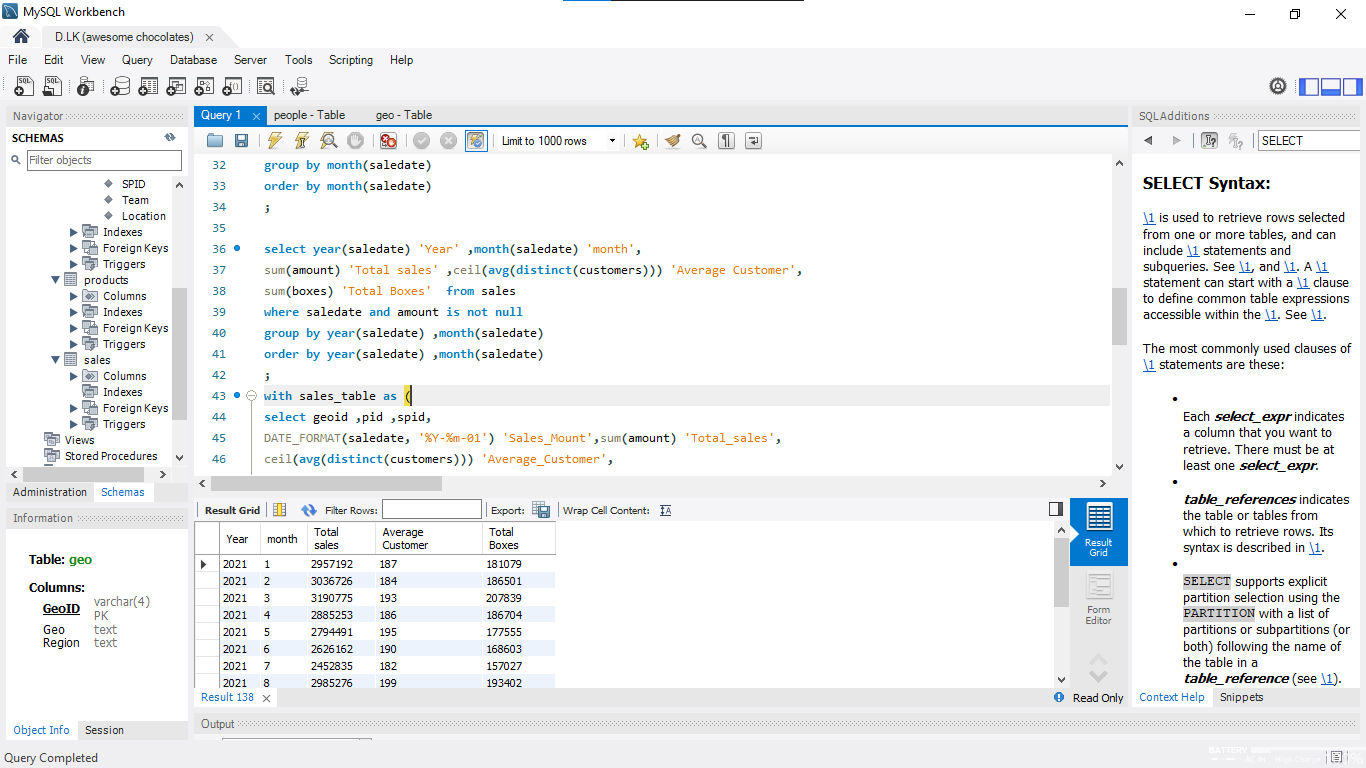 MySQL Workbench
D.LK (awesome chocolates)
File Edit View Query Database Server Tools Scripting Help
Navigator
SCHEMAS
Filter objects
SPID
Team
Location
Indexes
Foreign Keys
Triggers
products
Columns
Indexes
Foreign Keys
Triggers
sales
Columns
Indexes
Foreign Keys
Triggers
Views
Stored Procedures
Administration Schemas
Information
Table: geo
Columns:
GeoID varchar(4)
PK
Geo text
Region text
Object Info Session
Query 1 people - Table geo - Table
Limit to 1000 rows
32 group by month(saledate)
33 order by month(saledate)
34 ;
35
36 select year(saledate) 'Year' ,month(saledate) 'month',
37 sum(amount) 'Total sales' ,ceil(avg(distinct(customers))) 'Average Customer',
38 sum(boxes) 'Total Boxes'  from sales
39 where saledate and amount is not null
40 group by year(saledate) ,month(saledate)
41 order by year(saledate) ,month(saledate)
42 ;
43 with sales_table as (
44 select geoid ,pid ,spid,
45 DATE_FORMAT(saledate, '%Y-%m-01') 'Sales_Mount',sum(amount) 'Total_sales',
46 ceil(avg(distinct(customers))) 'Average_Customer',
Result Grid Filter Rows: Export: Wrap Cell Content:
Year month Total sales Average Customer Total Boxes
2021 1 2957192 187 181079
2021 2 3036726 184 186501
2021 3 3190775 193 207839
2021 4 2885253 186 186704
2021 5 2794491 195 177555
2021 6 2626162 190 168603
2021 7 2452835 182 157027
2021 8 2985276 199 193402
Result Grid
Form Editor
Result 138
Read Only
Output
SQLAdditions
SELECT
SELECT Syntax:
\1 is used to retrieve rows selected
from one or more tables, and can
include \1 statements and
subqueries. See \1, and \1. A \1
statement can start with a \1 clause
to define common table expressions
accessible within the \1. See \1.
The most commonly used clauses of
\1 statements are these:
•
Each select_expr indicates
a column that you want to
retrieve. There must be at
least one select_expr.
•
table_references indicates
the table or tables from
which to retrieve rows. Its
syntax is described in \1.
•
SELECT supports explicit
partition selection using the
PARTITION with a list of
partitions or subpartitions (or
both) following the name of
the table in a
table_reference (see \1).
Context Help Snippets
Query Completed
BATTERY